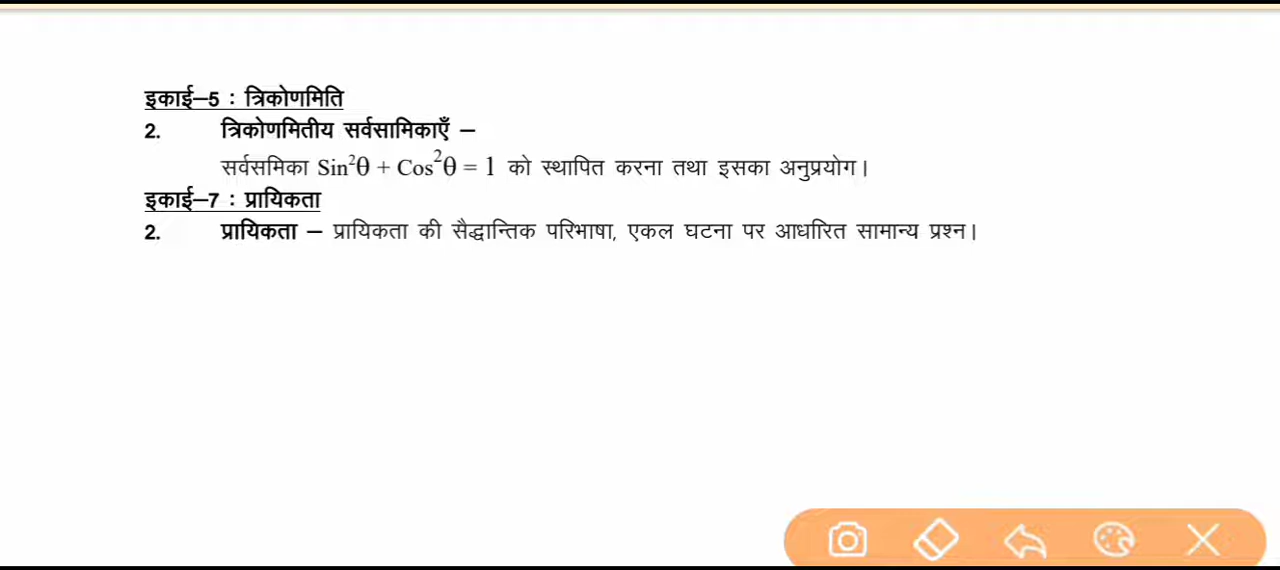 इकाई–5 : त्रिकोणमिति
2. त्रिकोणमितीय सर्वसामिकाएँ –
सर्वसमिका Sin²θ + Cos²θ = 1 को स्थापित करना तथा इसका अनुप्रयोग।
इकाई–7 : प्रायिकता
2. प्रायिकता – प्रायिकता की सैद्धान्तिक परिभाषा, एकल घटना पर आधारित सामान्य प्रश्न।